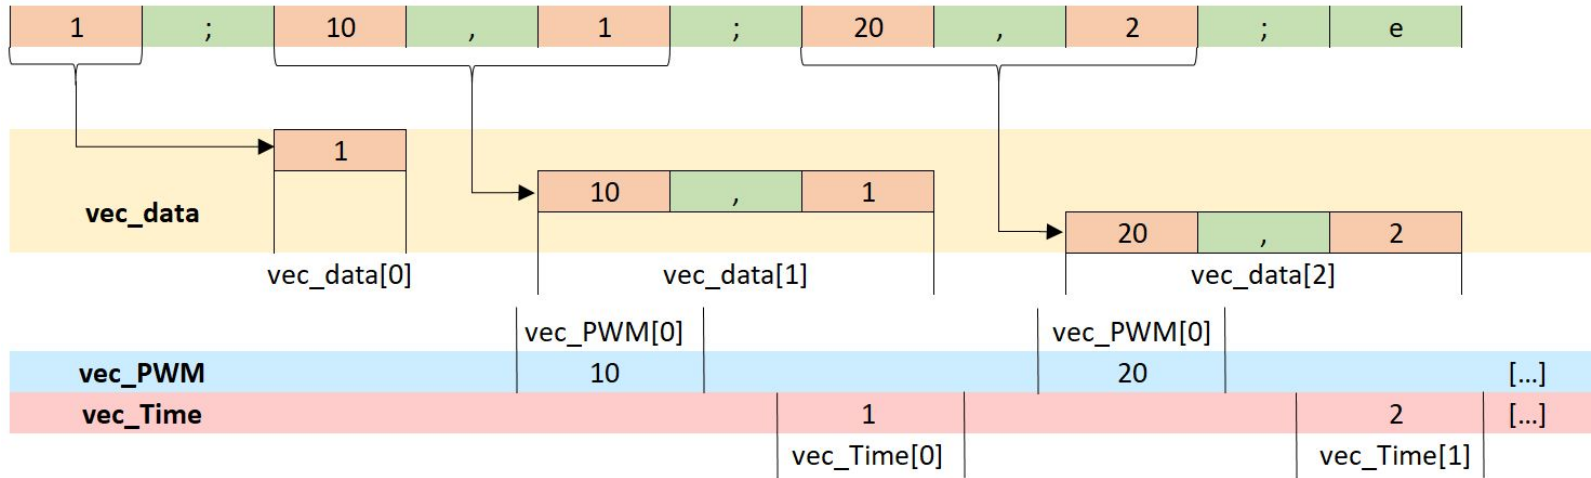 1 ; 10 , 1 ; 20 , 2 ; e
1
10 , 1
vec_data
20 , 2
vec_data[0] vec_data[1] vec_data[2]
vec_PWM[0] vec_PWM[0]
vec_PWM 10 20 [...]
vec_Time 1 2 [...]
vec_Time[0] vec_Time[1]